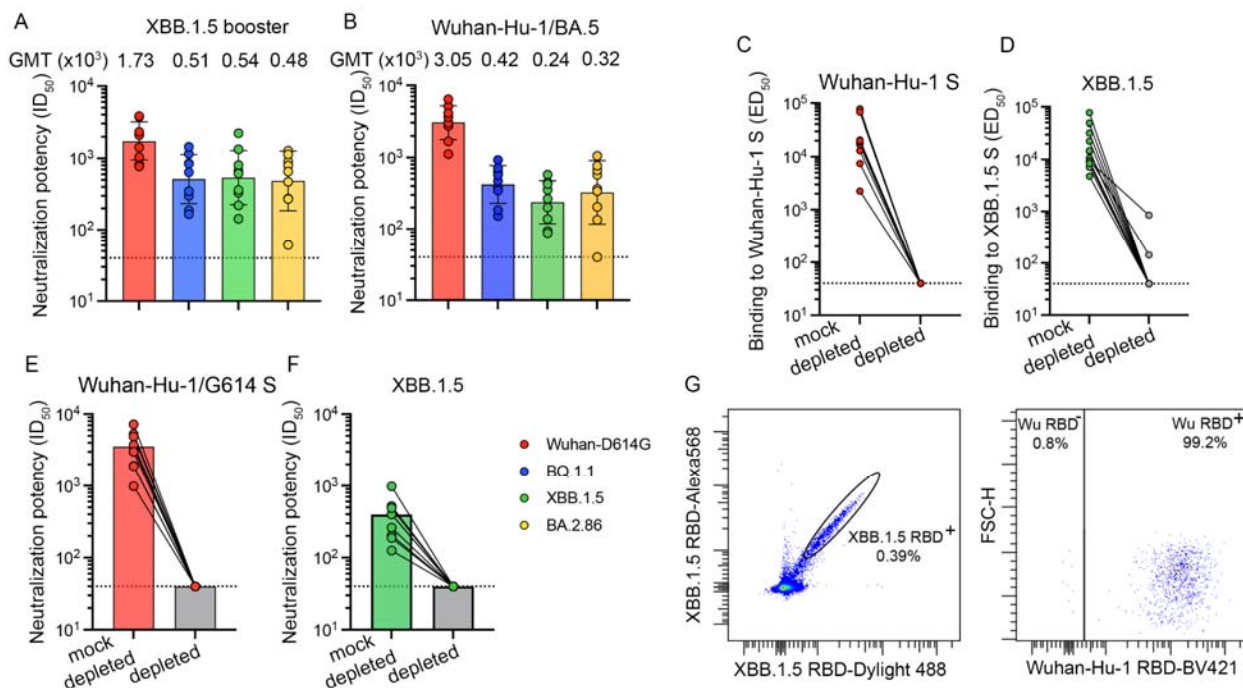 A
XBB.1.5 booster
GMT (x10³) 1.73 0.51 0.54 0.48
Neutralization potency (ID₅₀)
10⁴
10³
10²
10¹
B
Wuhan-Hu-1/BA.5
3.05 0.42 0.24 0.32
Neutralization potency (ID₅₀)
10⁴
10³
10²
10¹
C
Wuhan-Hu-1 S
Binding to Wuhan-Hu-1 S (ED₅₀)
10⁵
10⁴
10³
10²
10¹
mock
depleted
depleted
D
XBB.1.5
Binding to XBB.1.5 S (ED₅₀)
10⁵
10⁴
10³
10²
10¹
mock
depleted
depleted
E
Wuhan-Hu-1/G614 S
Neutralization potency (ID₅₀)
10⁴
10³
10²
10¹
mock
depleted
depleted
F
XBB.1.5
Neutralization potency (ID₅₀)
10⁴
10³
10²
10¹
mock
depleted
depleted
Wuhan-D614G
BQ.1.1
XBB.1.5
BA.2.86
G
XBB.1.5 RBD-Alexa568
XBB.1.5 RBD⁺
0.39%
XBB.1.5 RBD-Dylight 488
FSC-H
Wu RBD⁻
0.8%
Wu RBD⁺
99.2%
Wuhan-Hu-1 RBD-BV421